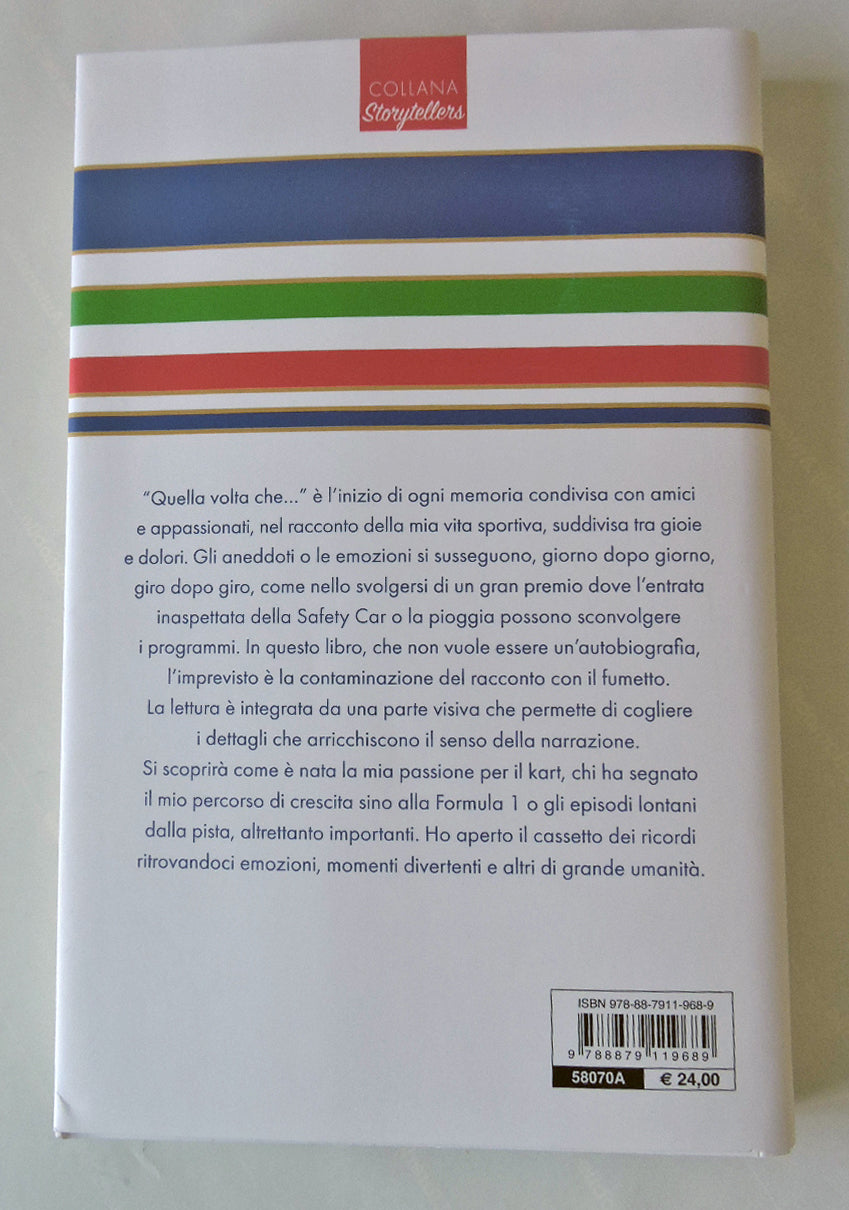 COLLANA
Storytellers
“Quella volta che...” è l’inizio di ogni memoria condivisa con amici
e appassionati, nel racconto della mia vita sportiva, suddivisa tra gioie
e dolori. Gli aneddoti o le emozioni si susseguono, giorno dopo giorno,
giro dopo giro, come nello svolgersi di un gran premio dove l’entrata
inaspettata della Safety Car o la pioggia possono sconvolgere
i programmi. In questo libro, che non vuole essere un’autobiografia,
l’imprevisto è la contaminazione del racconto con il fumetto.
La lettura è integrata da una parte visiva che permette di cogliere
i dettagli che arricchiscono il senso della narrazione.
Si scoprirà come è nata la mia passione per il kart, chi ha segnato
il mio percorso di crescita sino alla Formula 1 o gli episodi lontani
dalla pista, altrettanto importanti. Ho aperto il cassetto dei ricordi
ritrovandoci emozioni, momenti divertenti e altri di grande umanità.
ISBN 978-88-7911-968-9
9 788879 119689
58070A € 24,00